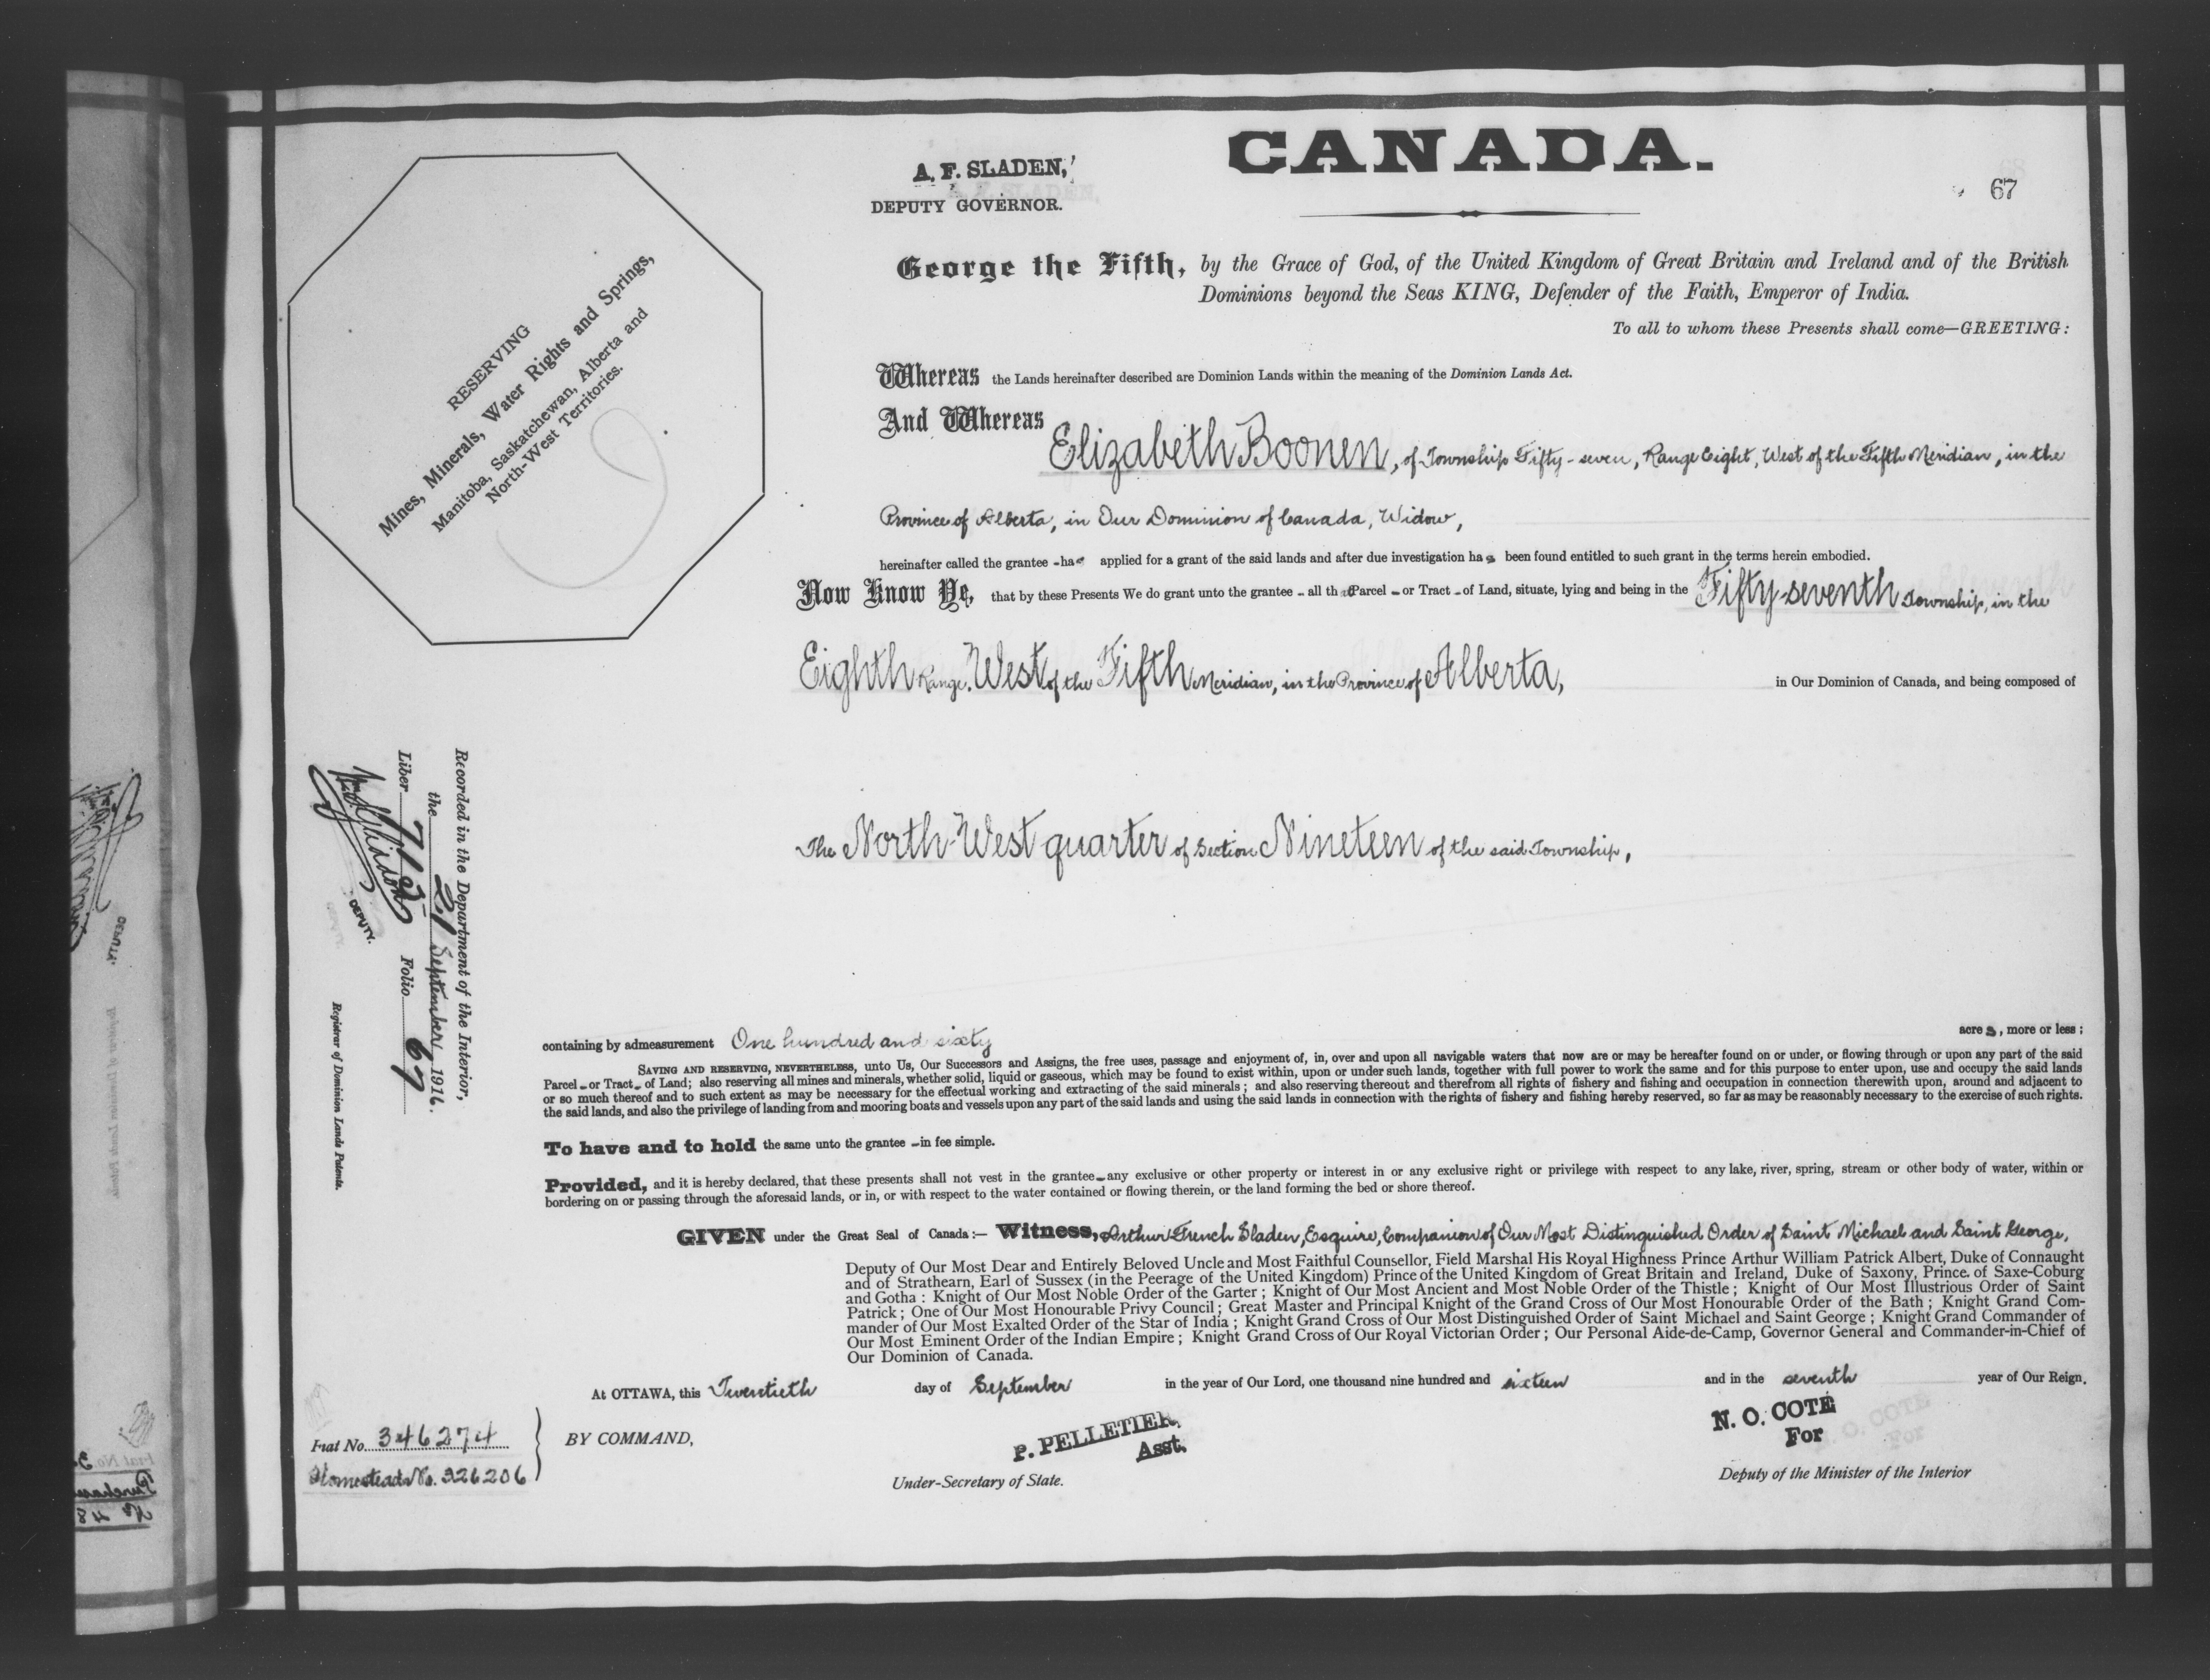 CANADA.
A. F. SLADEN,
DEPUTY GOVERNOR.
67
RESERVING
Mines, Minerals, Water Rights and Springs,
Manitoba, Saskatchewan, Alberta and
North-West Territories.
George the Fifth, by the Grace of God, of the United Kingdom of Great Britain and Ireland and of the British
Dominions beyond the Seas KING, Defender of the Faith, Emperor of India.
To all to whom these Presents shall come—GREETING:
Whereas the Lands hereinafter described are Dominion Lands within the meaning of the Dominion Lands Act.
And Whereas Elizabeth Boonen, of Township Fifty-seven, Range Eight, West of the Fifth Meridian, in the
Province of Alberta, in Our Dominion of Canada, Widow,
hereinafter called the grantee - has applied for a grant of the said lands and after due investigation has been found entitled to such grant in the terms herein embodied.
Now Know Ye, that by these Presents We do grant unto the grantee - all that Parcel - or Tract - of Land, situate, lying and being in the Fifty-seventh Township, in the
Eighth Range, West of the Fifth Meridian, in the Province of Alberta, in Our Dominion of Canada, and being composed of
The North-West quarter of Section Nineteen of the said Township,
Recorded in the Department of the Interior,
the 21 September 1916.
Liber 715 Folio 67
DEPUTY.
Registrar of Dominion Lands Patents.
containing by admeasurement One hundred and sixty acres, more or less;
SAVING AND RESERVING, NEVERTHELESS, unto Us, Our Successors and Assigns, the free uses, passage and enjoyment of, in, over and upon all navigable waters that now are or may be hereafter found on or under, or flowing through or upon any part of the said
Parcel - or Tract - of Land; also reserving all mines and minerals, whether solid, liquid or gaseous, which may be found to exist within, upon or under such lands, together with full power to work the same and for this purpose to enter upon, use and occupy the said lands
or so much thereof and to such extent as may be necessary for the effectual working and extracting of the said minerals; and also reserving thereout and therefrom all rights of fishery and fishing and occupation in connection therewith upon, around and adjacent to
the said lands, and also the privilege of landing from and mooring boats and vessels upon any part of the said lands and using the said lands in connection with the rights of fishery and fishing hereby reserved, so far as may be reasonably necessary to the exercise of such rights.
To have and to hold the same unto the grantee - in fee simple.
Provided, and it is hereby declared, that these presents shall not vest in the grantee - any exclusive or other property or interest in or any exclusive right or privilege with respect to any lake, river, spring, stream or other body of water, within or
bordering on or passing through the aforesaid lands, or in, or with respect to the water contained or flowing therein, or the land forming the bed or shore thereof.
GIVEN under the Great Seal of Canada:— Witness, Arthur French Sladen, Esquire, Companion of Our Most Distinguished Order of Saint Michael and Saint George,
Deputy of Our Most Dear and Entirely Beloved Uncle and Most Faithful Counsellor, Field Marshal His Royal Highness Prince Arthur William Patrick Albert, Duke of Connaught
and of Strathearn, Earl of Sussex (in the Peerage of the United Kingdom) Prince of the United Kingdom of Great Britain and Ireland, Duke of Saxony, Prince of Saxe-Coburg
and Gotha: Knight of Our Most Noble Order of the Garter; Knight of Our Most Ancient and Most Noble Order of the Thistle; Knight of Our Most Illustrious Order of Saint
Patrick; One of Our Most Honourable Privy Council; Great Master and Principal Knight of the Grand Cross of Our Most Honourable Order of the Bath; Knight Grand Com-
mander of Our Most Exalted Order of the Star of India; Knight Grand Cross of Our Most Distinguished Order of Saint Michael and Saint George; Knight Grand Commander of
Our Most Eminent Order of the Indian Empire; Knight Grand Cross of Our Royal Victorian Order; Our Personal Aide-de-Camp, Governor General and Commander-in-Chief of
Our Dominion of Canada.
At OTTAWA, this Twentieth day of September in the year of Our Lord, one thousand nine hundred and sixteen and in the seventh year of Our Reign.
Fiat No. 346274
Homestead No. 326206
BY COMMAND,
P. PELLETIER,
Asst.
Under-Secretary of State.
N. O. COTE
For
Deputy of the Minister of the Interior